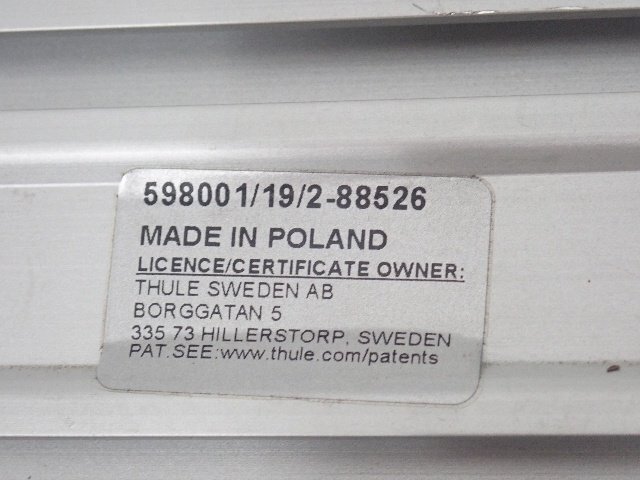 598001/19/2-88526
MADE IN POLAND
LICENCE/CERTIFICATE OWNER:
THULE SWEDEN AB
BORGGATAN 5
335 73 HILLERSTORP, SWEDEN
PAT.SEE:www.thule.com/patents